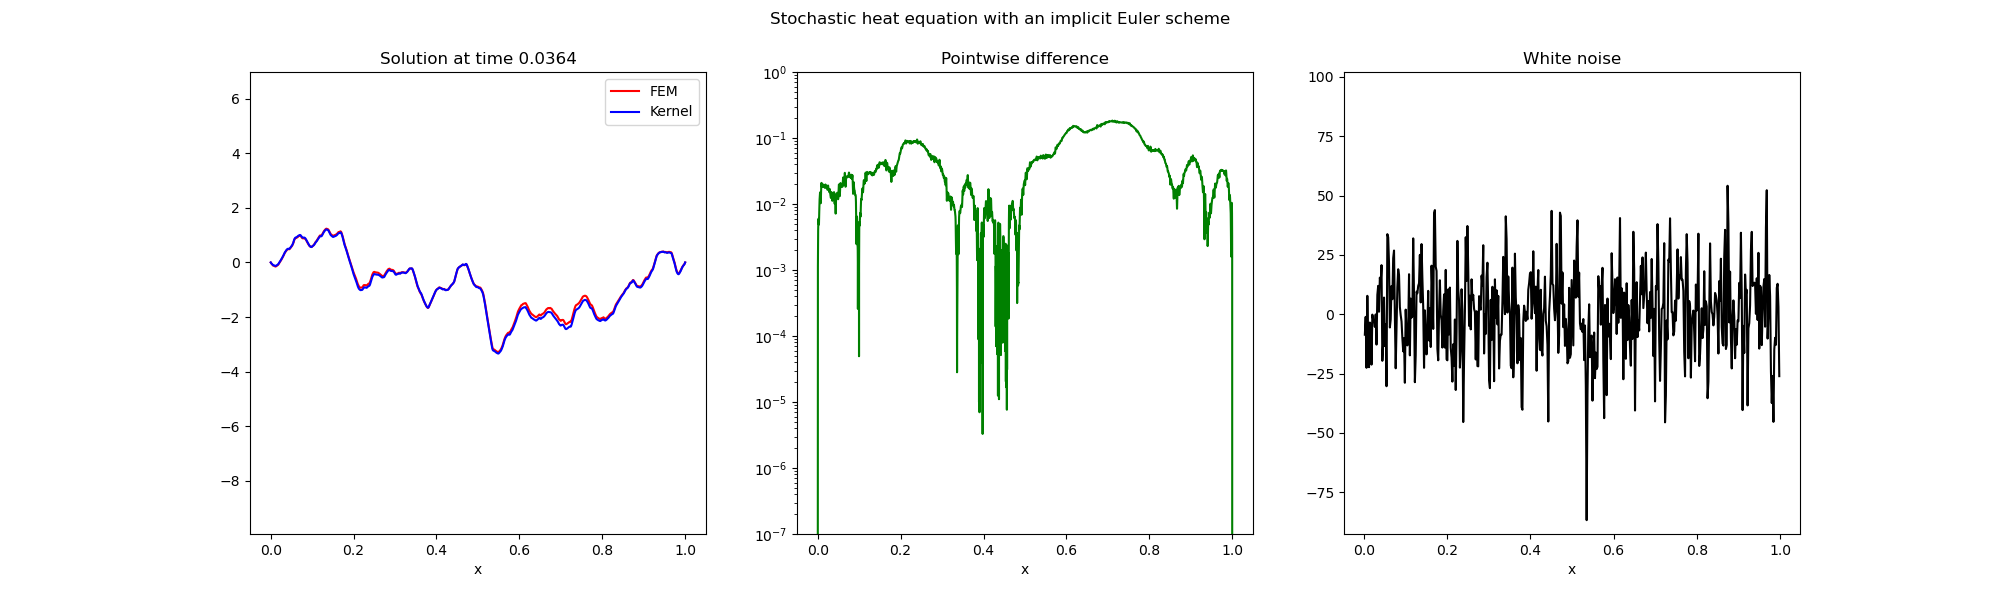 Stochastic heat equation with an implicit Euler scheme
Solution at time 0.0364
6
4
2
0
−2
−4
−6
−8
0.0 0.2 0.4 0.6 0.8 1.0
x
FEM
Kernel
Pointwise difference
10⁰
10⁻¹
10⁻²
10⁻³
10⁻⁴
10⁻⁵
10⁻⁶
10⁻⁷
0.0 0.2 0.4 0.6 0.8 1.0
x
White noise
100
75
50
25
0
−25
−50
−75
0.0 0.2 0.4 0.6 0.8 1.0
x